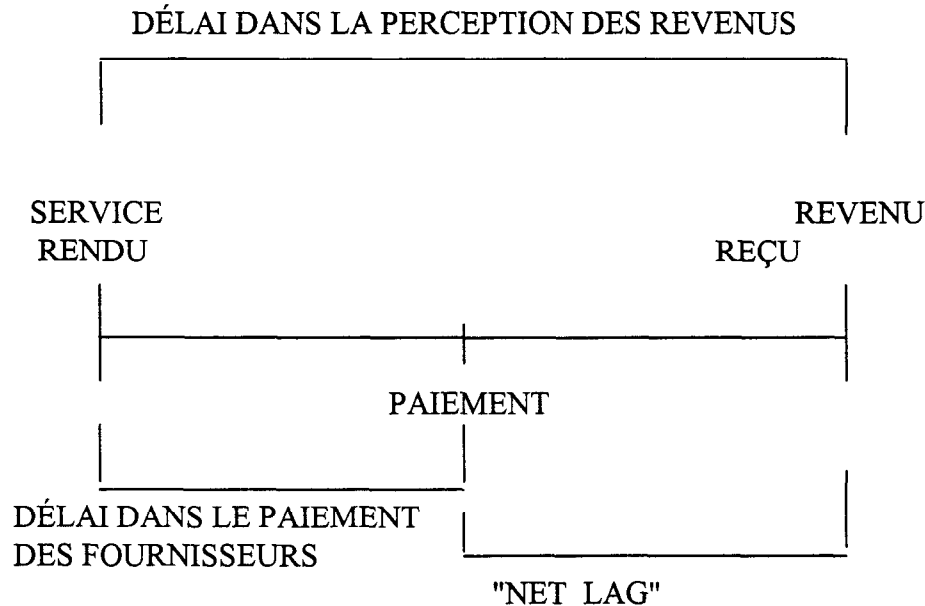 DÉLAI DANS LA PERCEPTION DES REVENUS
SERVICE
RENDU
REVENU
REÇU
PAIEMENT
DÉLAI DANS LE PAIEMENT
DES FOURNISSEURS
"NET LAG"